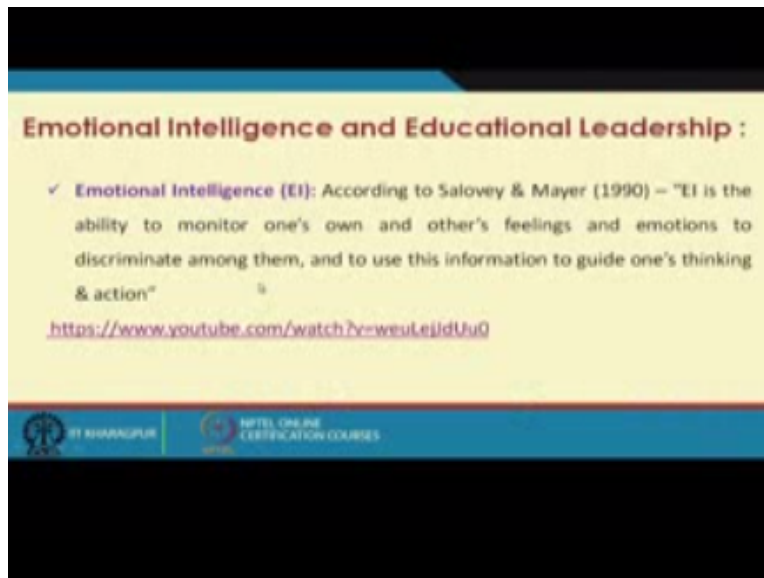 Emotional Intelligence and Educational Leadership :
✓ Emotional Intelligence (EI): According to Salovey & Mayer (1990) – "EI is the
ability to monitor one's own and other's feelings and emotions to
discriminate among them, and to use this information to guide one's thinking
& action"
https://www.youtube.com/watch?v=weuLejJdUu0
IIT KHARAGPUR
NPTEL ONLINE
CERTIFICATION COURSES
NPTEL